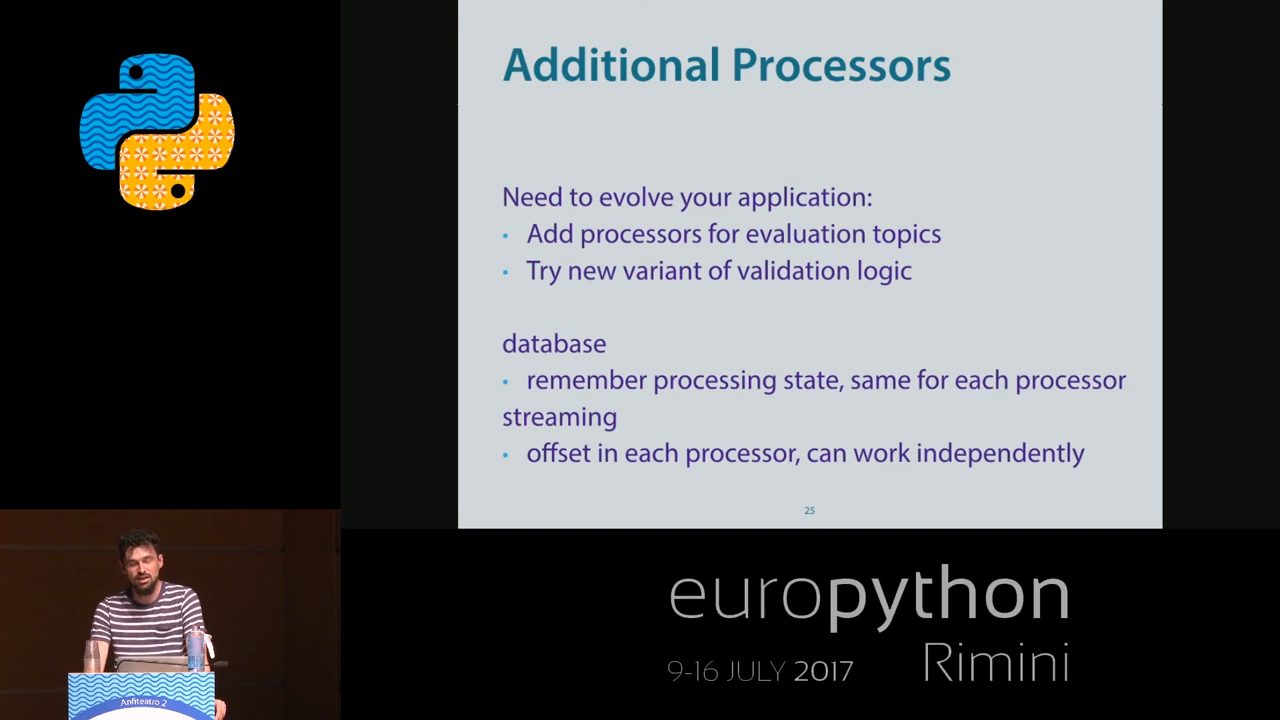 Additional Processors
Need to evolve your application:
• Add processors for evaluation topics
• Try new variant of validation logic
database
• remember processing state, same for each processor
streaming
• offset in each processor, can work independently
25
europython
Rimini
9-16 JULY 2017
Anfiteatro 2